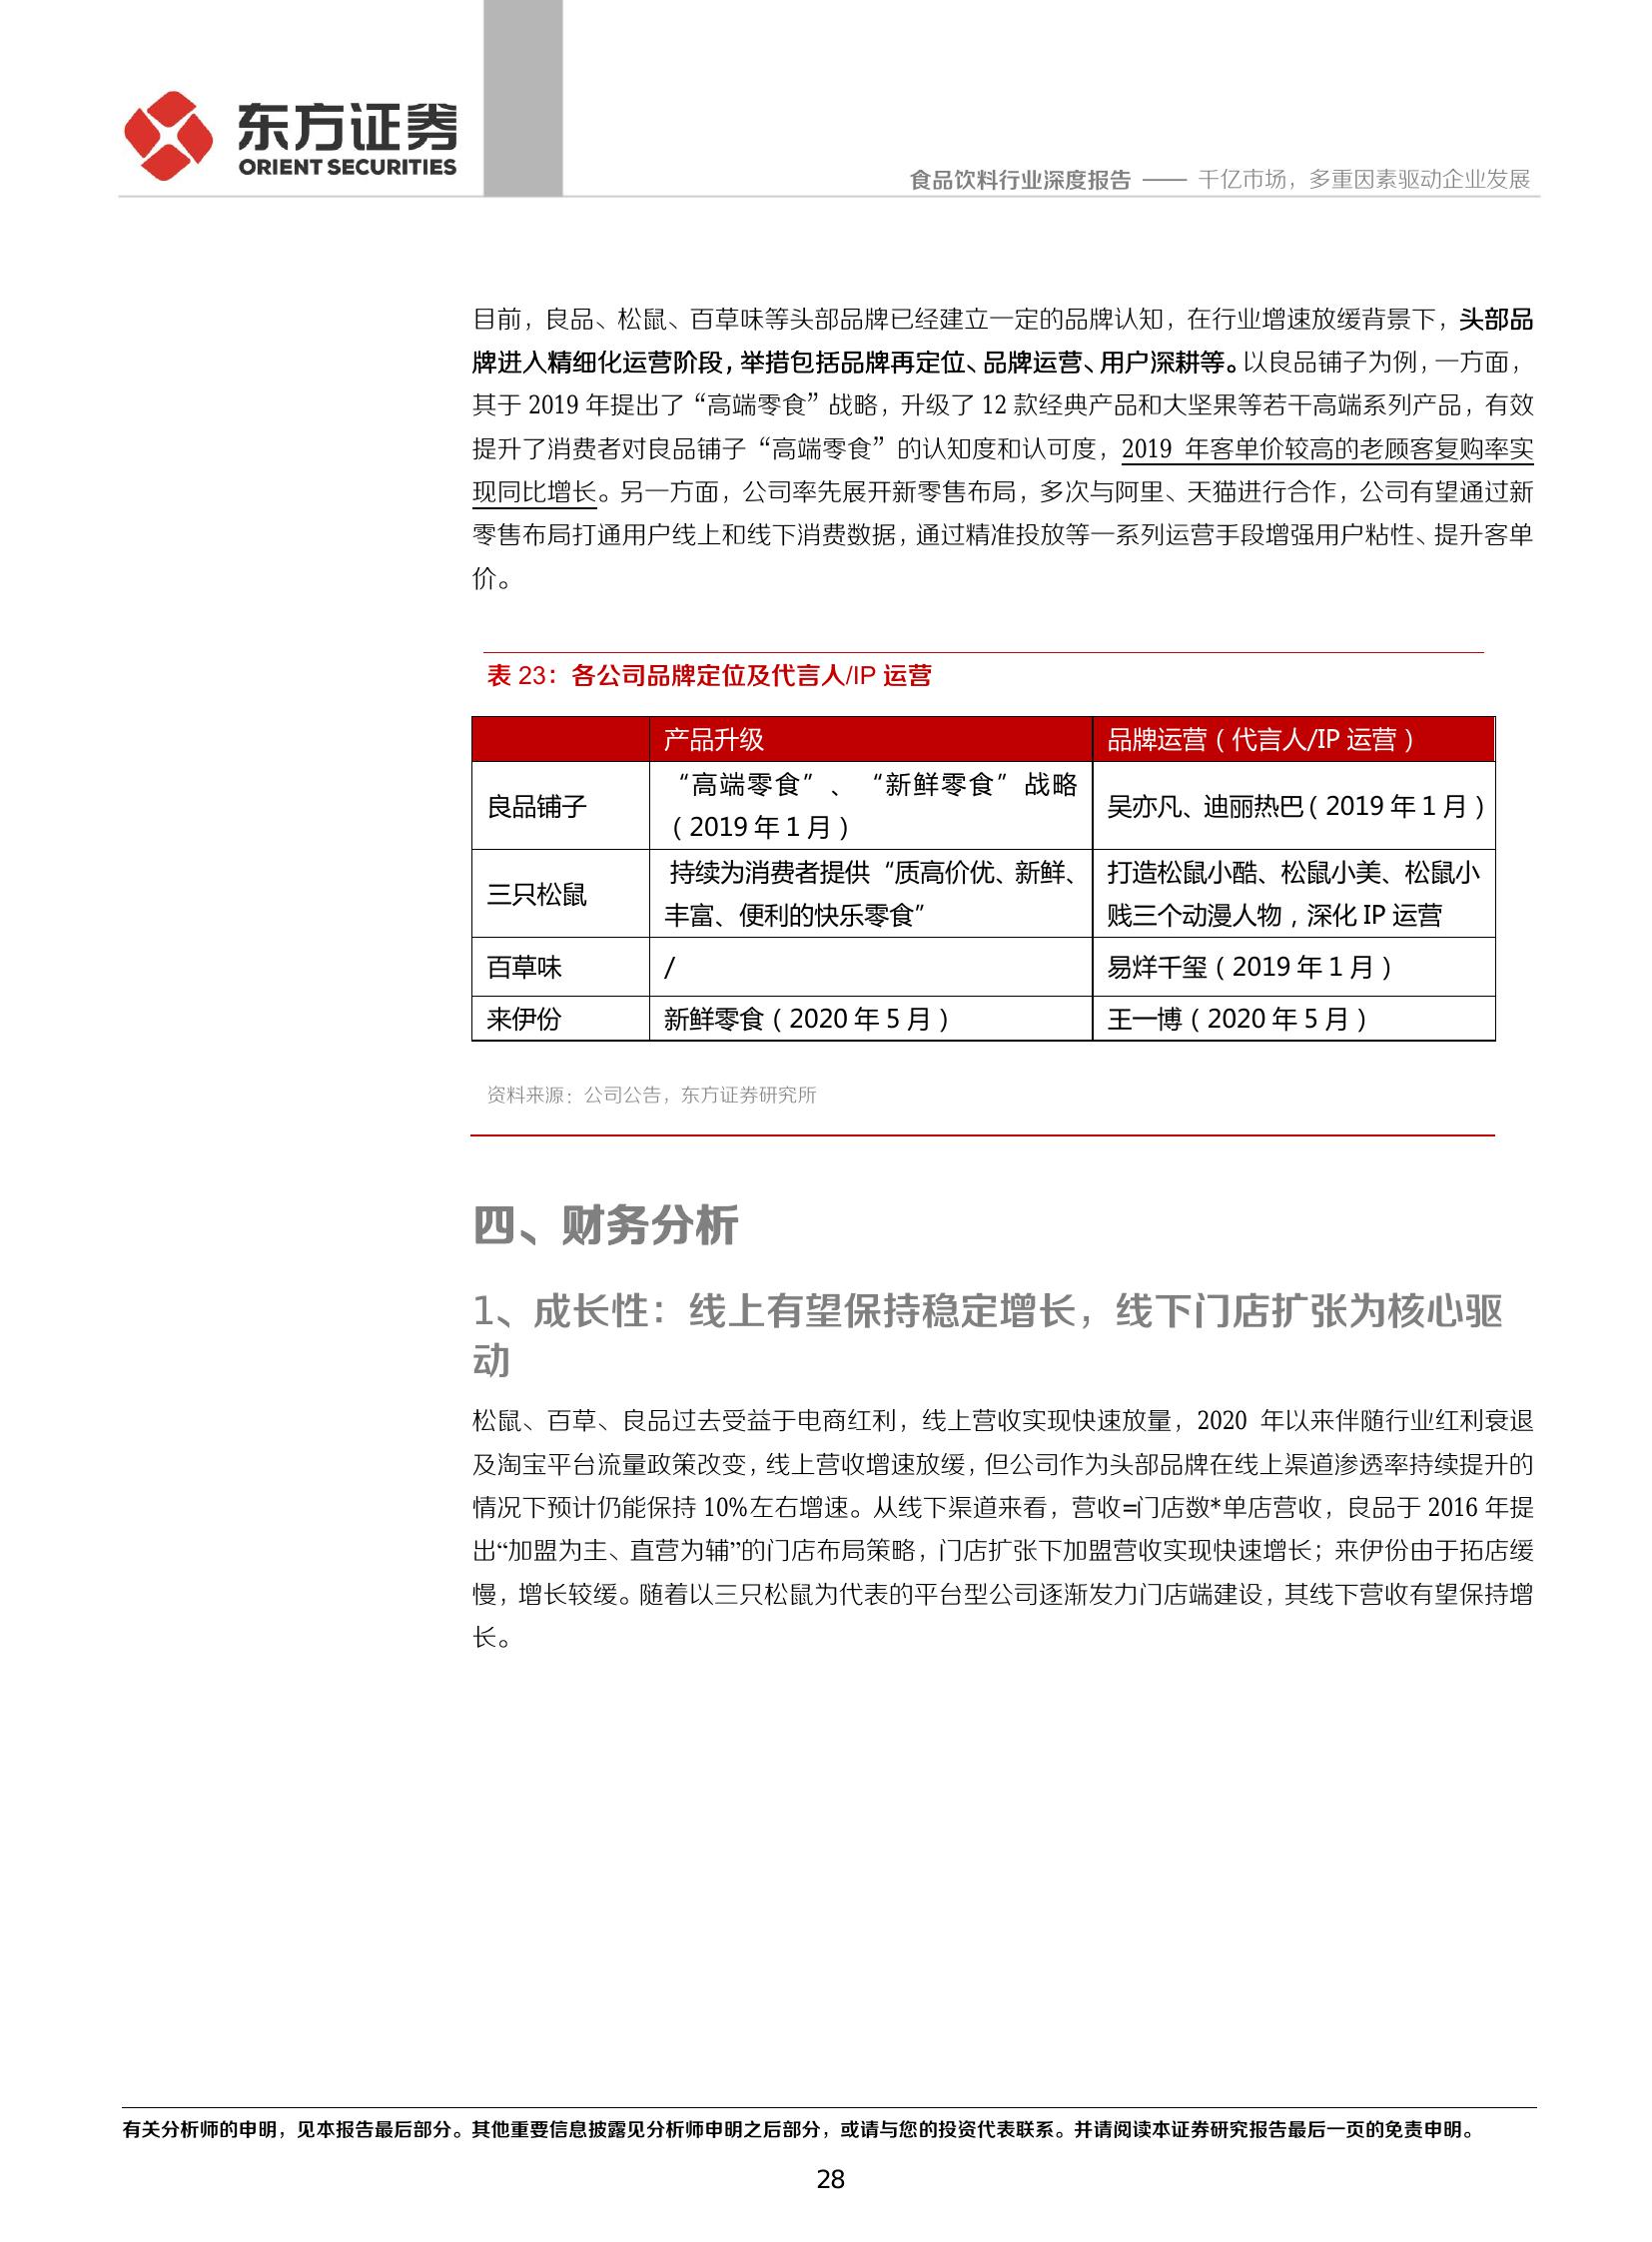 东方证券
ORIENT SECURITIES
食品饮料行业深度报告 —— 千亿市场，多重因素驱动企业发展
目前，良品、松鼠、百草味等头部品牌已经建立一定的品牌认知，在行业增速放缓背景下，头部品
牌进入精细化运营阶段，举措包括品牌再定位、品牌运营、用户深耕等。以良品铺子为例，一方面，
其于 2019 年提出了“高端零食”战略，升级了 12 款经典产品和大坚果等若干高端系列产品，有效
提升了消费者对良品铺子“高端零食”的认知度和认可度，2019 年客单价较高的老顾客复购率实
现同比增长。另一方面，公司率先展开新零售布局，多次与阿里、天猫进行合作，公司有望通过新
零售布局打通用户线上和线下消费数据，通过精准投放等一系列运营手段增强用户粘性、提升客单
价。
表 23：各公司品牌定位及代言人/IP 运营
产品升级 品牌运营（代言人/IP 运营）
良品铺子 “高端零食”、“新鲜零食”战略（2019 年 1 月） 吴亦凡、迪丽热巴（2019 年 1 月）
三只松鼠 持续为消费者提供“质高价优、新鲜、丰富、便利的快乐零食” 打造松鼠小酷、松鼠小美、松鼠小贱三个动漫人物，深化 IP 运营
百草味 / 易烊千玺（2019 年 1 月）
来伊份 新鲜零食（2020 年 5 月） 王一博（2020 年 5 月）
资料来源：公司公告，东方证券研究所
四、财务分析
1、成长性：线上有望保持稳定增长，线下门店扩张为核心驱
动
松鼠、百草、良品过去受益于电商红利，线上营收实现快速放量，2020 年以来伴随行业红利衰退
及淘宝平台流量政策改变，线上营收增速放缓，但公司作为头部品牌在线上渠道渗透率持续提升的
情况下预计仍能保持 10%左右增速。从线下渠道来看，营收=门店数*单店营收，良品于 2016 年提
出“加盟为主、直营为辅”的门店布局策略，门店扩张下加盟营收实现快速增长；来伊份由于拓店缓
慢，增长较缓。随着以三只松鼠为代表的平台型公司逐渐发力门店端建设，其线下营收有望保持增
长。
有关分析师的申明，见本报告最后部分。其他重要信息披露见分析师申明之后部分，或请与您的投资代表联系。并请阅读本证券研究报告最后一页的免责申明。
28